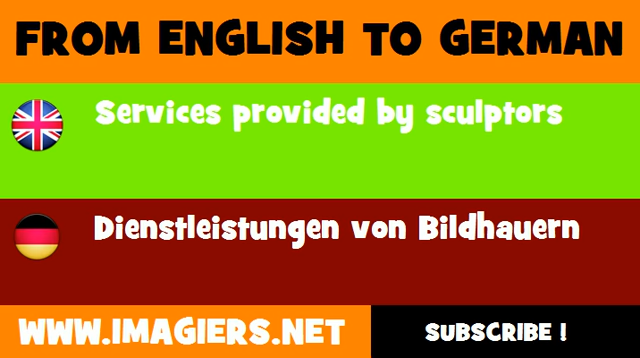 FROM ENGLISH TO GERMAN
Services provided by sculptors
Dienstleistungen von Bildhauern
WWW.IMAGIERS.NET
SUBSCRIBE !